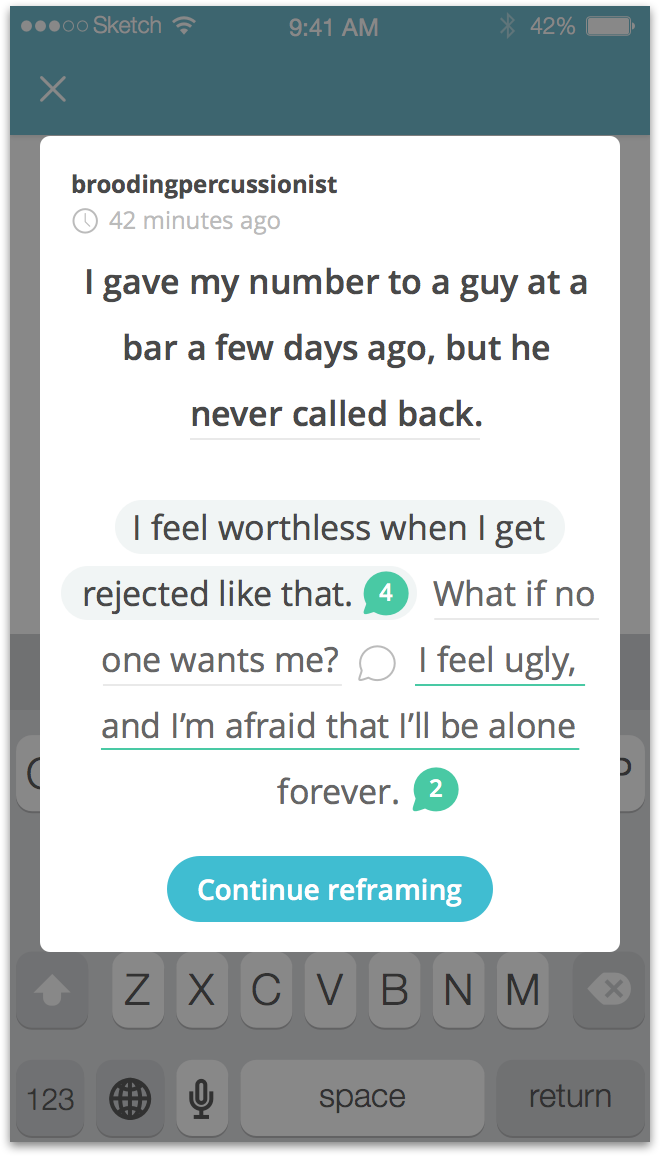 Sketch 9:41 AM 42%
broodingpercussionist
42 minutes ago
I gave my number to a guy at a
bar a few days ago, but he
never called back.
I feel worthless when I get
rejected like that. 4 What if no
one wants me? I feel ugly,
and I’m afraid that I’ll be alone
forever. 2
Continue reframing
Z X C V B N M
123 space return